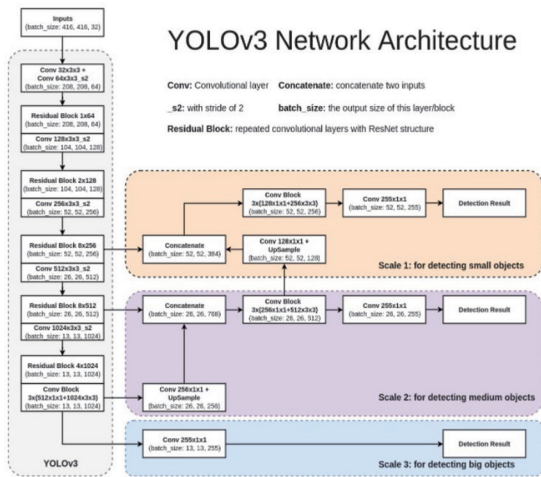 YOLOv3 Network Architecture
Conv: Convolutional layer Concatenate: concatenate two inputs
_s2: with stride of 2 batch_size: the output size of this layer/block
Residual Block: repeated convolutional layers with ResNet structure
Inputs
(batch_size: 416, 416, 32)
Conv 32x3x3 +
Conv 64x3x3_s2
(batch_size: 208, 208, 64)
Residual Block 1x64
(batch_size: 208, 208, 64)
Conv 128x3x3_s2
(batch_size: 104, 104, 128)
Residual Block 2x128
(batch_size: 104, 104, 128)
Conv 256x3x3_s2
(batch_size: 52, 52, 256)
Residual Block 8x256
(batch_size: 52, 52, 256)
Conv 512x3x3_s2
(batch_size: 26, 26, 512)
Residual Block 8x512
(batch_size: 26, 26, 512)
Conv 1024x3x3_s2
(batch_size: 13, 13, 1024)
Residual Block 4x1024
(batch_size: 13, 13, 1024)
Conv Block
3x(512x1x1+1024x3x3)
(batch_size: 13, 13, 1024)
YOLOv3
Conv Block
3x(128x1x1+256x3x3)
(batch_size: 52, 52, 256)
Conv 255x1x1
(batch_size: 52, 52, 255)
Detection Result
Concatenate
(batch_size: 52, 52, 384)
Conv 128x1x1 +
UpSample
(batch_size: 52, 52, 128)
Scale 1: for detecting small objects
Concatenate
(batch_size: 26, 26, 768)
Conv Block
3x(256x1x1+512x3x3)
(batch_size: 26, 26, 512)
Conv 255x1x1
(batch_size: 26, 26, 255)
Detection Result
Conv 256x1x1 +
UpSample
(batch_size: 26, 26, 256)
Scale 2: for detecting medium objects
Conv 255x1x1
(batch_size: 13, 13, 255)
Detection Result
Scale 3: for detecting big objects